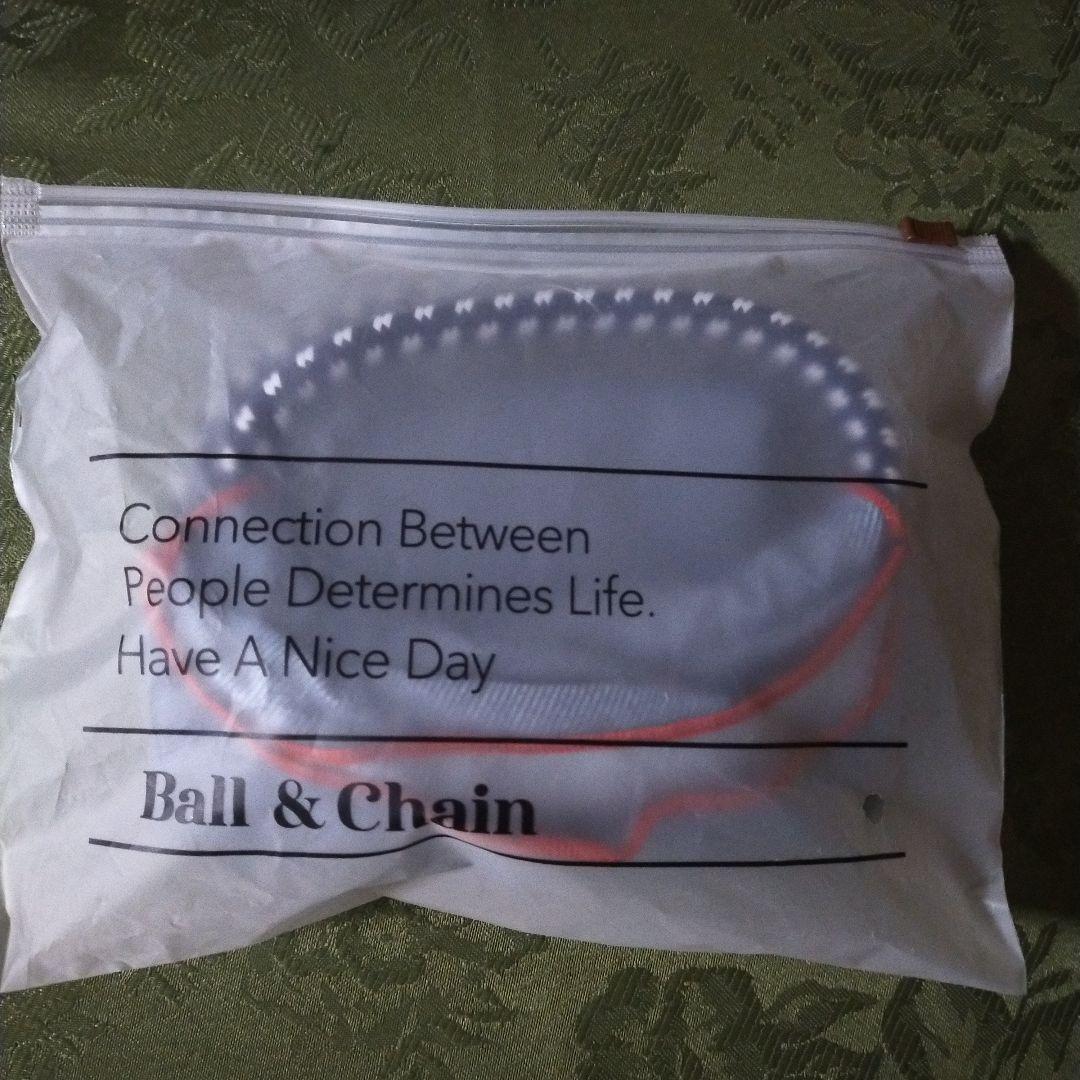 Connection Between
People Determines Life.
Have A Nice Day
Ball & Chain